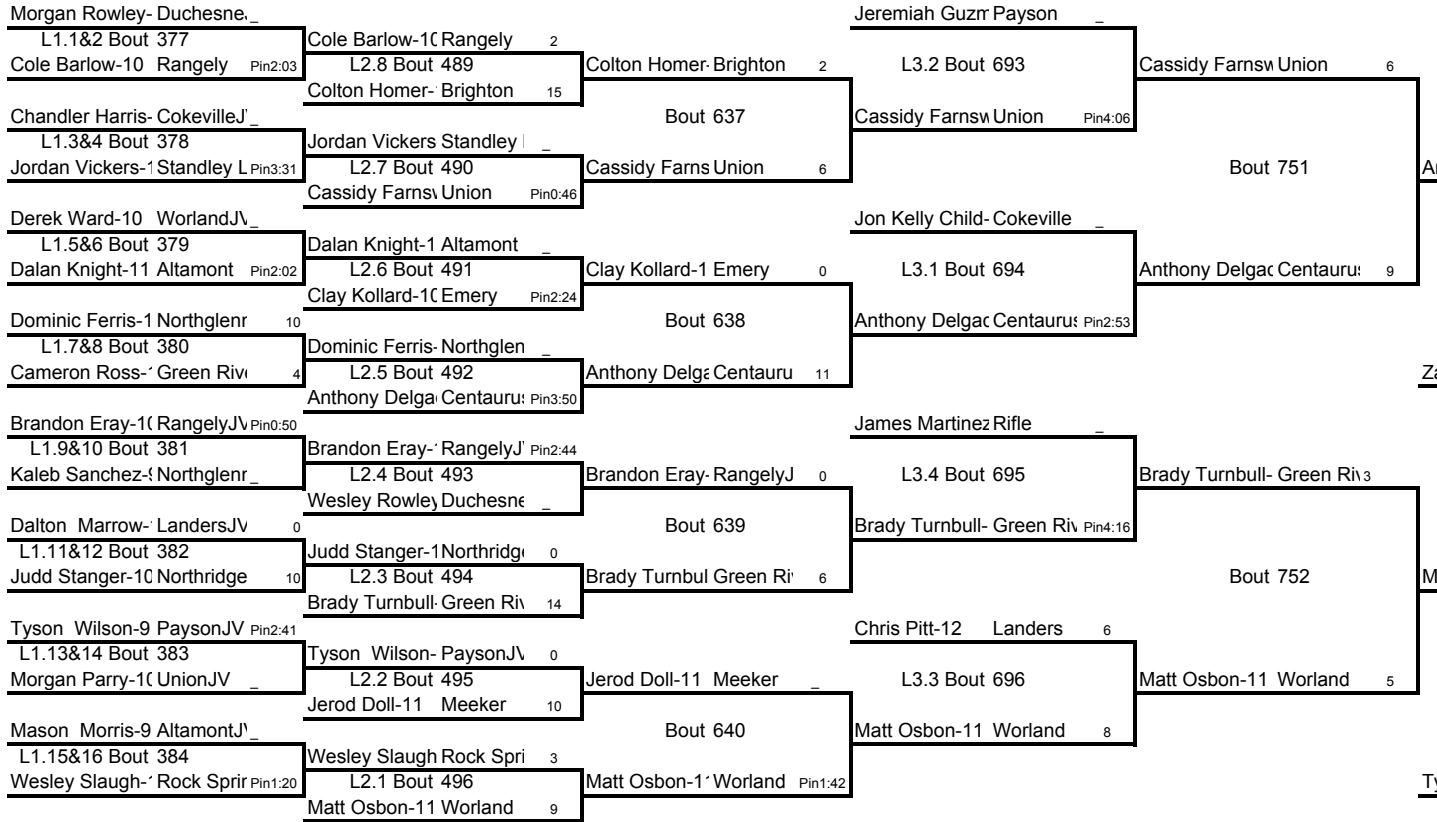 Morgan Rowley- Duchesne _ Jeremiah Guzm Payson _
L1.1&2 Bout 377 Cole Barlow-10 Rangely 2
Cole Barlow-10 Rangely Pin2:03 L2.8 Bout 489 Colton Homer- Brighton 2 L3.2 Bout 693 Cassidy Farnsw Union 6
Colton Homer- Brighton 15
Chandler Harris- CokevilleJ _ Bout 637 Cassidy Farnsw Union Pin4:06
L1.3&4 Bout 378 Jordan Vickers Standley _
Jordan Vickers-1 Standley L Pin3:31 L2.7 Bout 490 Cassidy Farns Union 6 Bout 751 A
Cassidy Farns Union Pin0:46
Derek Ward-10 WorlandJV _ Jon Kelly Child- Cokeville _
L1.5&6 Bout 379 Dalan Knight-1 Altamont _
Dalan Knight-11 Altamont Pin2:02 L2.6 Bout 491 Clay Kollard-1 Emery 0 L3.1 Bout 694 Anthony Delgac Centaurus 9
Clay Kollard-10 Emery Pin2:24
Dominic Ferris-1 Northglenn 10 Bout 638 Anthony Delgac Centaurus Pin2:53
L1.7&8 Bout 380 Dominic Ferris- Northglen _
Cameron Ross- Green Rive 4 L2.5 Bout 492 Anthony Delga Centauru 11 Za
Anthony Delga Centaurus Pin3:50
Brandon Eray-10 RangelyJV Pin0:50 James Martinez Rifle _
L1.9&10 Bout 381 Brandon Eray- RangelyJ Pin2:44
Kaleb Sanchez-9 Northglenn _ L2.4 Bout 493 Brandon Eray- RangelyJ 0 L3.4 Bout 695 Brady Turnbull- Green Riv 3
Wesley Rowley Duchesne _
Dalton Marrow- LandersJV 0 Bout 639 Brady Turnbull- Green Riv Pin4:16
L1.11&12 Bout 382 Judd Stanger-1 Northridge 0
Judd Stanger-10 Northridge 10 L2.3 Bout 494 Brady Turnbul Green Ri 6 Bout 752 M
Brady Turnbull- Green Riv 14
Tyson Wilson-9 PaysonJV Pin2:41 Chris Pitt-12 Landers 6
L1.13&14 Bout 383 Tyson Wilson- PaysonJV 0
Morgan Parry-10 UnionJV _ L2.2 Bout 495 Jerod Doll-11 Meeker _ L3.3 Bout 696 Matt Osbon-11 Worland 5
Jerod Doll-11 Meeker 10
Mason Morris-9 AltamontJV _ Bout 640 Matt Osbon-11 Worland 8
L1.15&16 Bout 384 Wesley Slaugh Rock Spri 3
Wesley Slaugh- Rock Sprin Pin1:20 L2.1 Bout 496 Matt Osbon-1 Worland Pin1:42 Ty
Matt Osbon-11 Worland 9